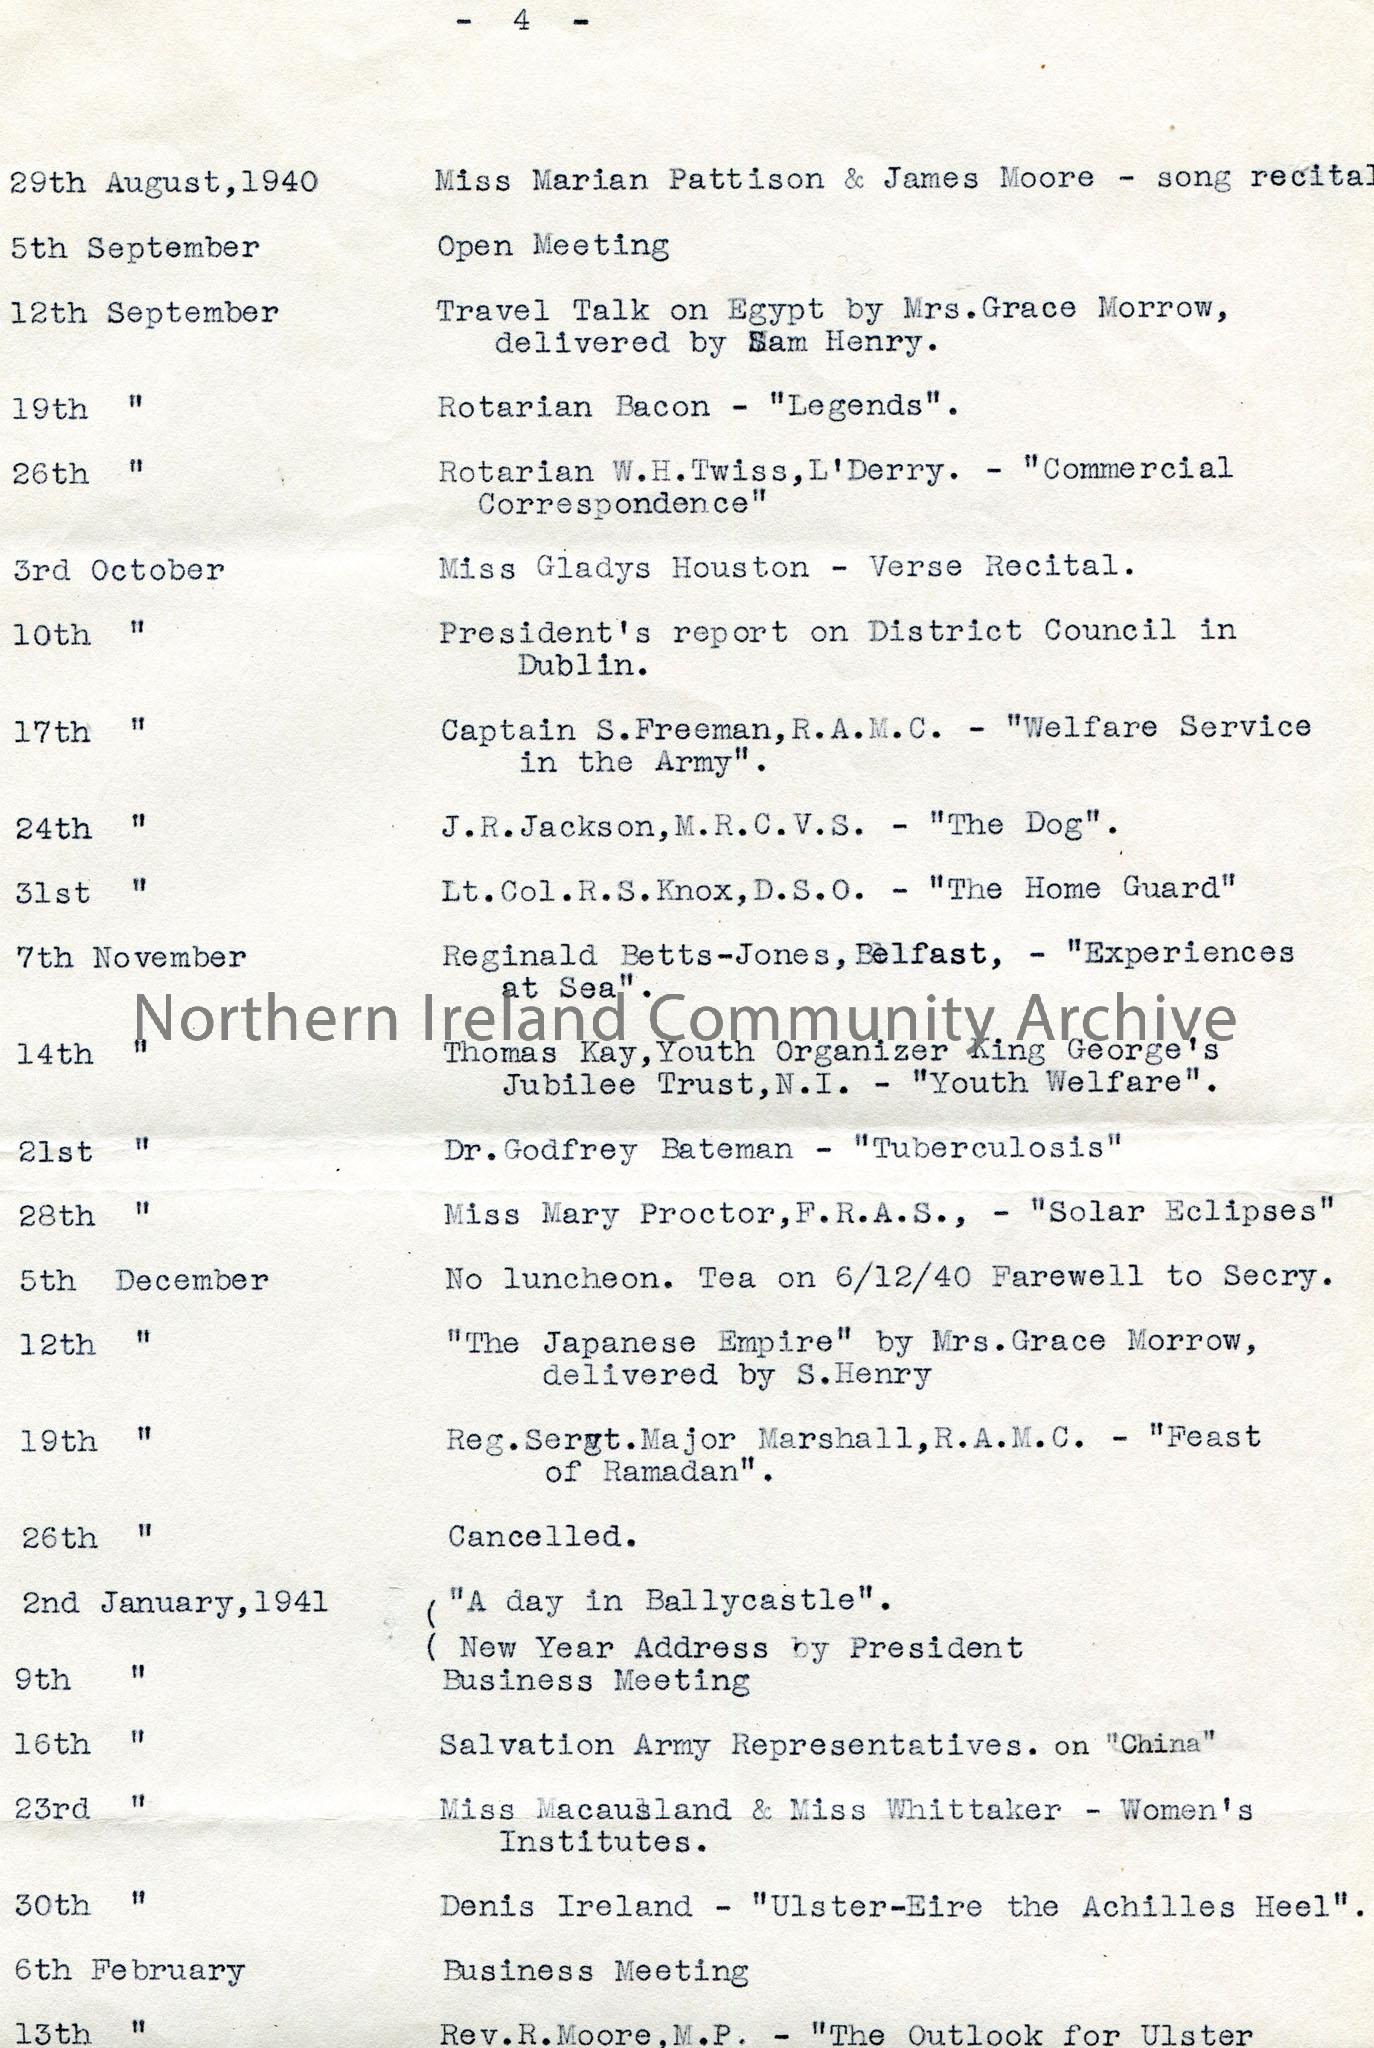 - 4 -
29th August,1940 Miss Marian Pattison & James Moore - song recital
5th September Open Meeting
12th September Travel Talk on Egypt by Mrs.Grace Morrow,
delivered by Sam Henry.
19th " Rotarian Bacon - "Legends".
26th " Rotarian W.H.Twiss,L'Derry. - "Commercial
Correspondence"
3rd October Miss Gladys Houston - Verse Recital.
10th " President's report on District Council in
Dublin.
17th " Captain S.Freeman,R.A.M.C. - "Welfare Service
in the Army".
24th " J.R.Jackson,M.R.C.V.S. - "The Dog".
31st " Lt.Col.R.S.Knox,D.S.O. - "The Home Guard"
7th November Reginald Betts-Jones,Belfast, - "Experiences
at Sea".
Northern Ireland Community Archive
14th " Thomas Kay,Youth Organizer King George's
Jubilee Trust,N.I. - "Youth Welfare".
21st " Dr.Godfrey Bateman - "Tuberculosis"
28th " Miss Mary Proctor,F.R.A.S., - "Solar Eclipses"
5th December No luncheon. Tea on 6/12/40 Farewell to Secry.
12th " "The Japanese Empire" by Mrs.Grace Morrow,
delivered by S.Henry
19th " Reg.Sergt.Major Marshall,R.A.M.C. - "Feast
of Ramadan".
26th " Cancelled.
2nd January,1941 ( "A day in Ballycastle".
( New Year Address by President
9th " Business Meeting
16th " Salvation Army Representatives. on "China"
23rd " Miss Macausland & Miss Whittaker - Women's
Institutes.
30th " Denis Ireland - "Ulster-Eire the Achilles Heel".
6th February Business Meeting
13th " Rev.R.Moore,M.P. - "The Outlook for Ulster